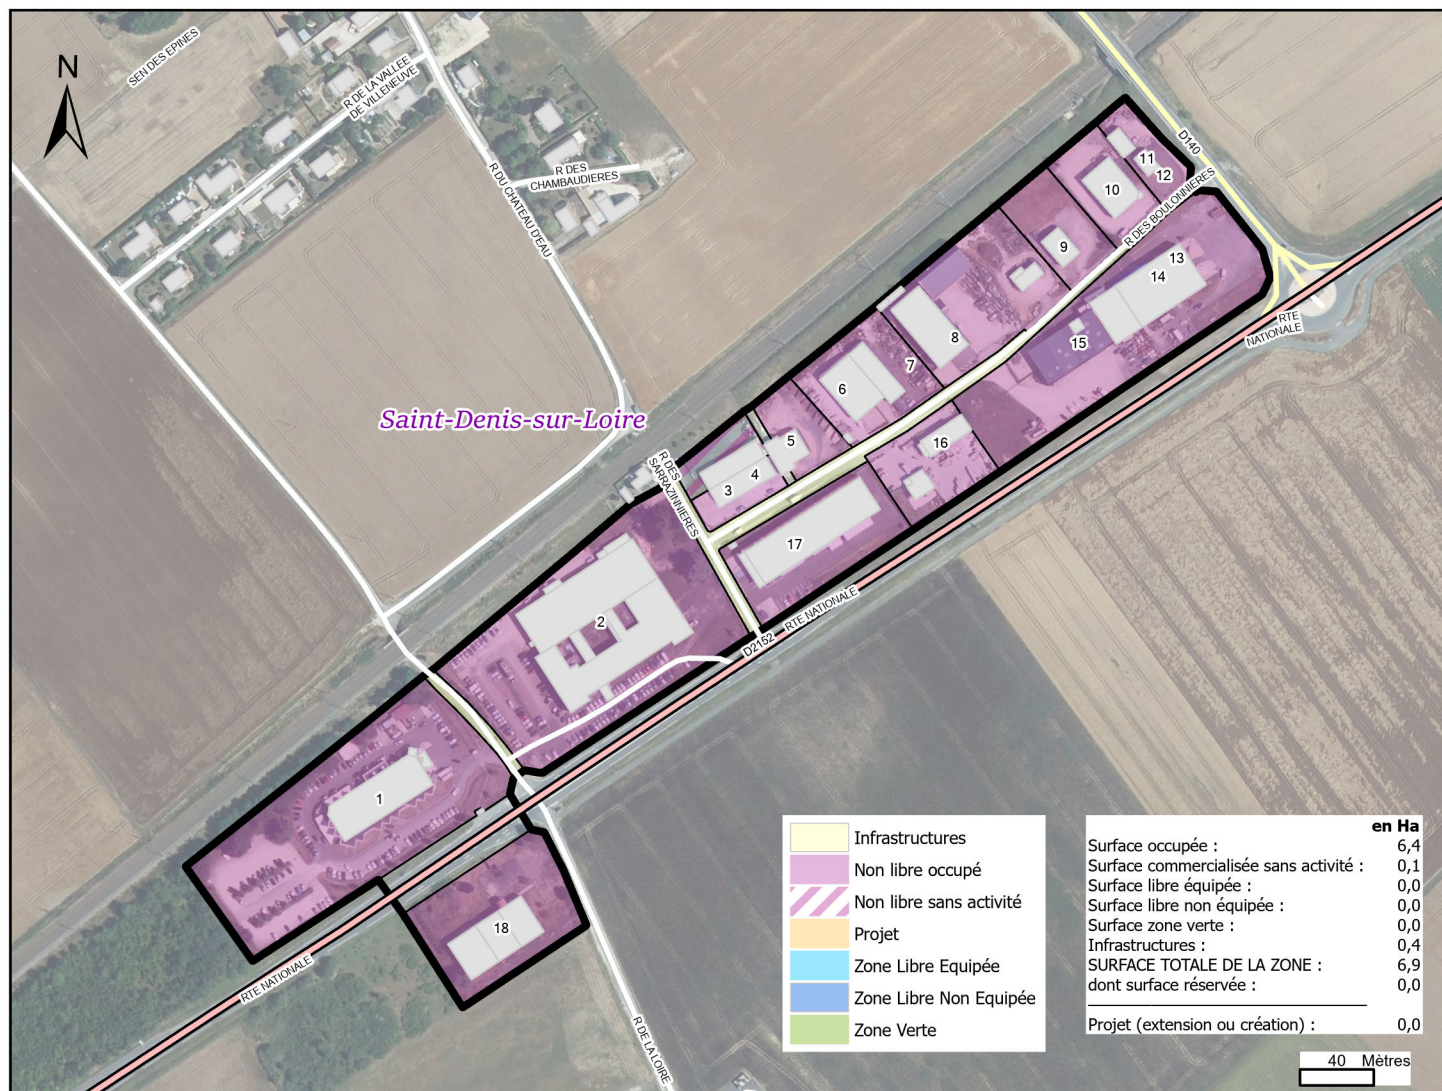 N
SEN DES EPINES
R DE LA VALLEE
DE VILLENEUVE
R DU CHATEAU D'EAU
R DES
CHAMBAUDIERES
D140
11
12
10
R DES BOULONNIERES
9
13
14
8
15
RTE
NATIONALE
7
6
Saint-Denis-sur-Loire
5
R DES
SARRAZINNIERES
4
3
16
17
2
RTE NATIONALE
D2152
1
18
RTE NATIONALE
R DE LA LOIRE
Infrastructures
Non libre occupé
Non libre sans activité
Projet
Zone Libre Equipée
Zone Libre Non Equipée
Zone Verte
en Ha
Surface occupée : 6,4
Surface commercialisée sans activité : 0,1
Surface libre équipée : 0,0
Surface libre non équipée : 0,0
Surface zone verte : 0,0
Infrastructures : 0,4
SURFACE TOTALE DE LA ZONE : 6,9
dont surface réservée : 0,0
Projet (extension ou création) : 0,0
40 Mètres